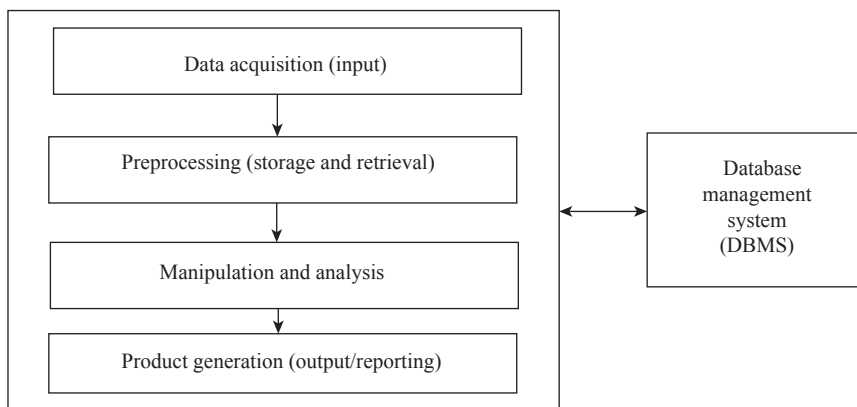 Data acquisition (input)
Preprocessing (storage and retrieval)
Manipulation and analysis
Product generation (output/reporting)
Database
management
system
(DBMS)